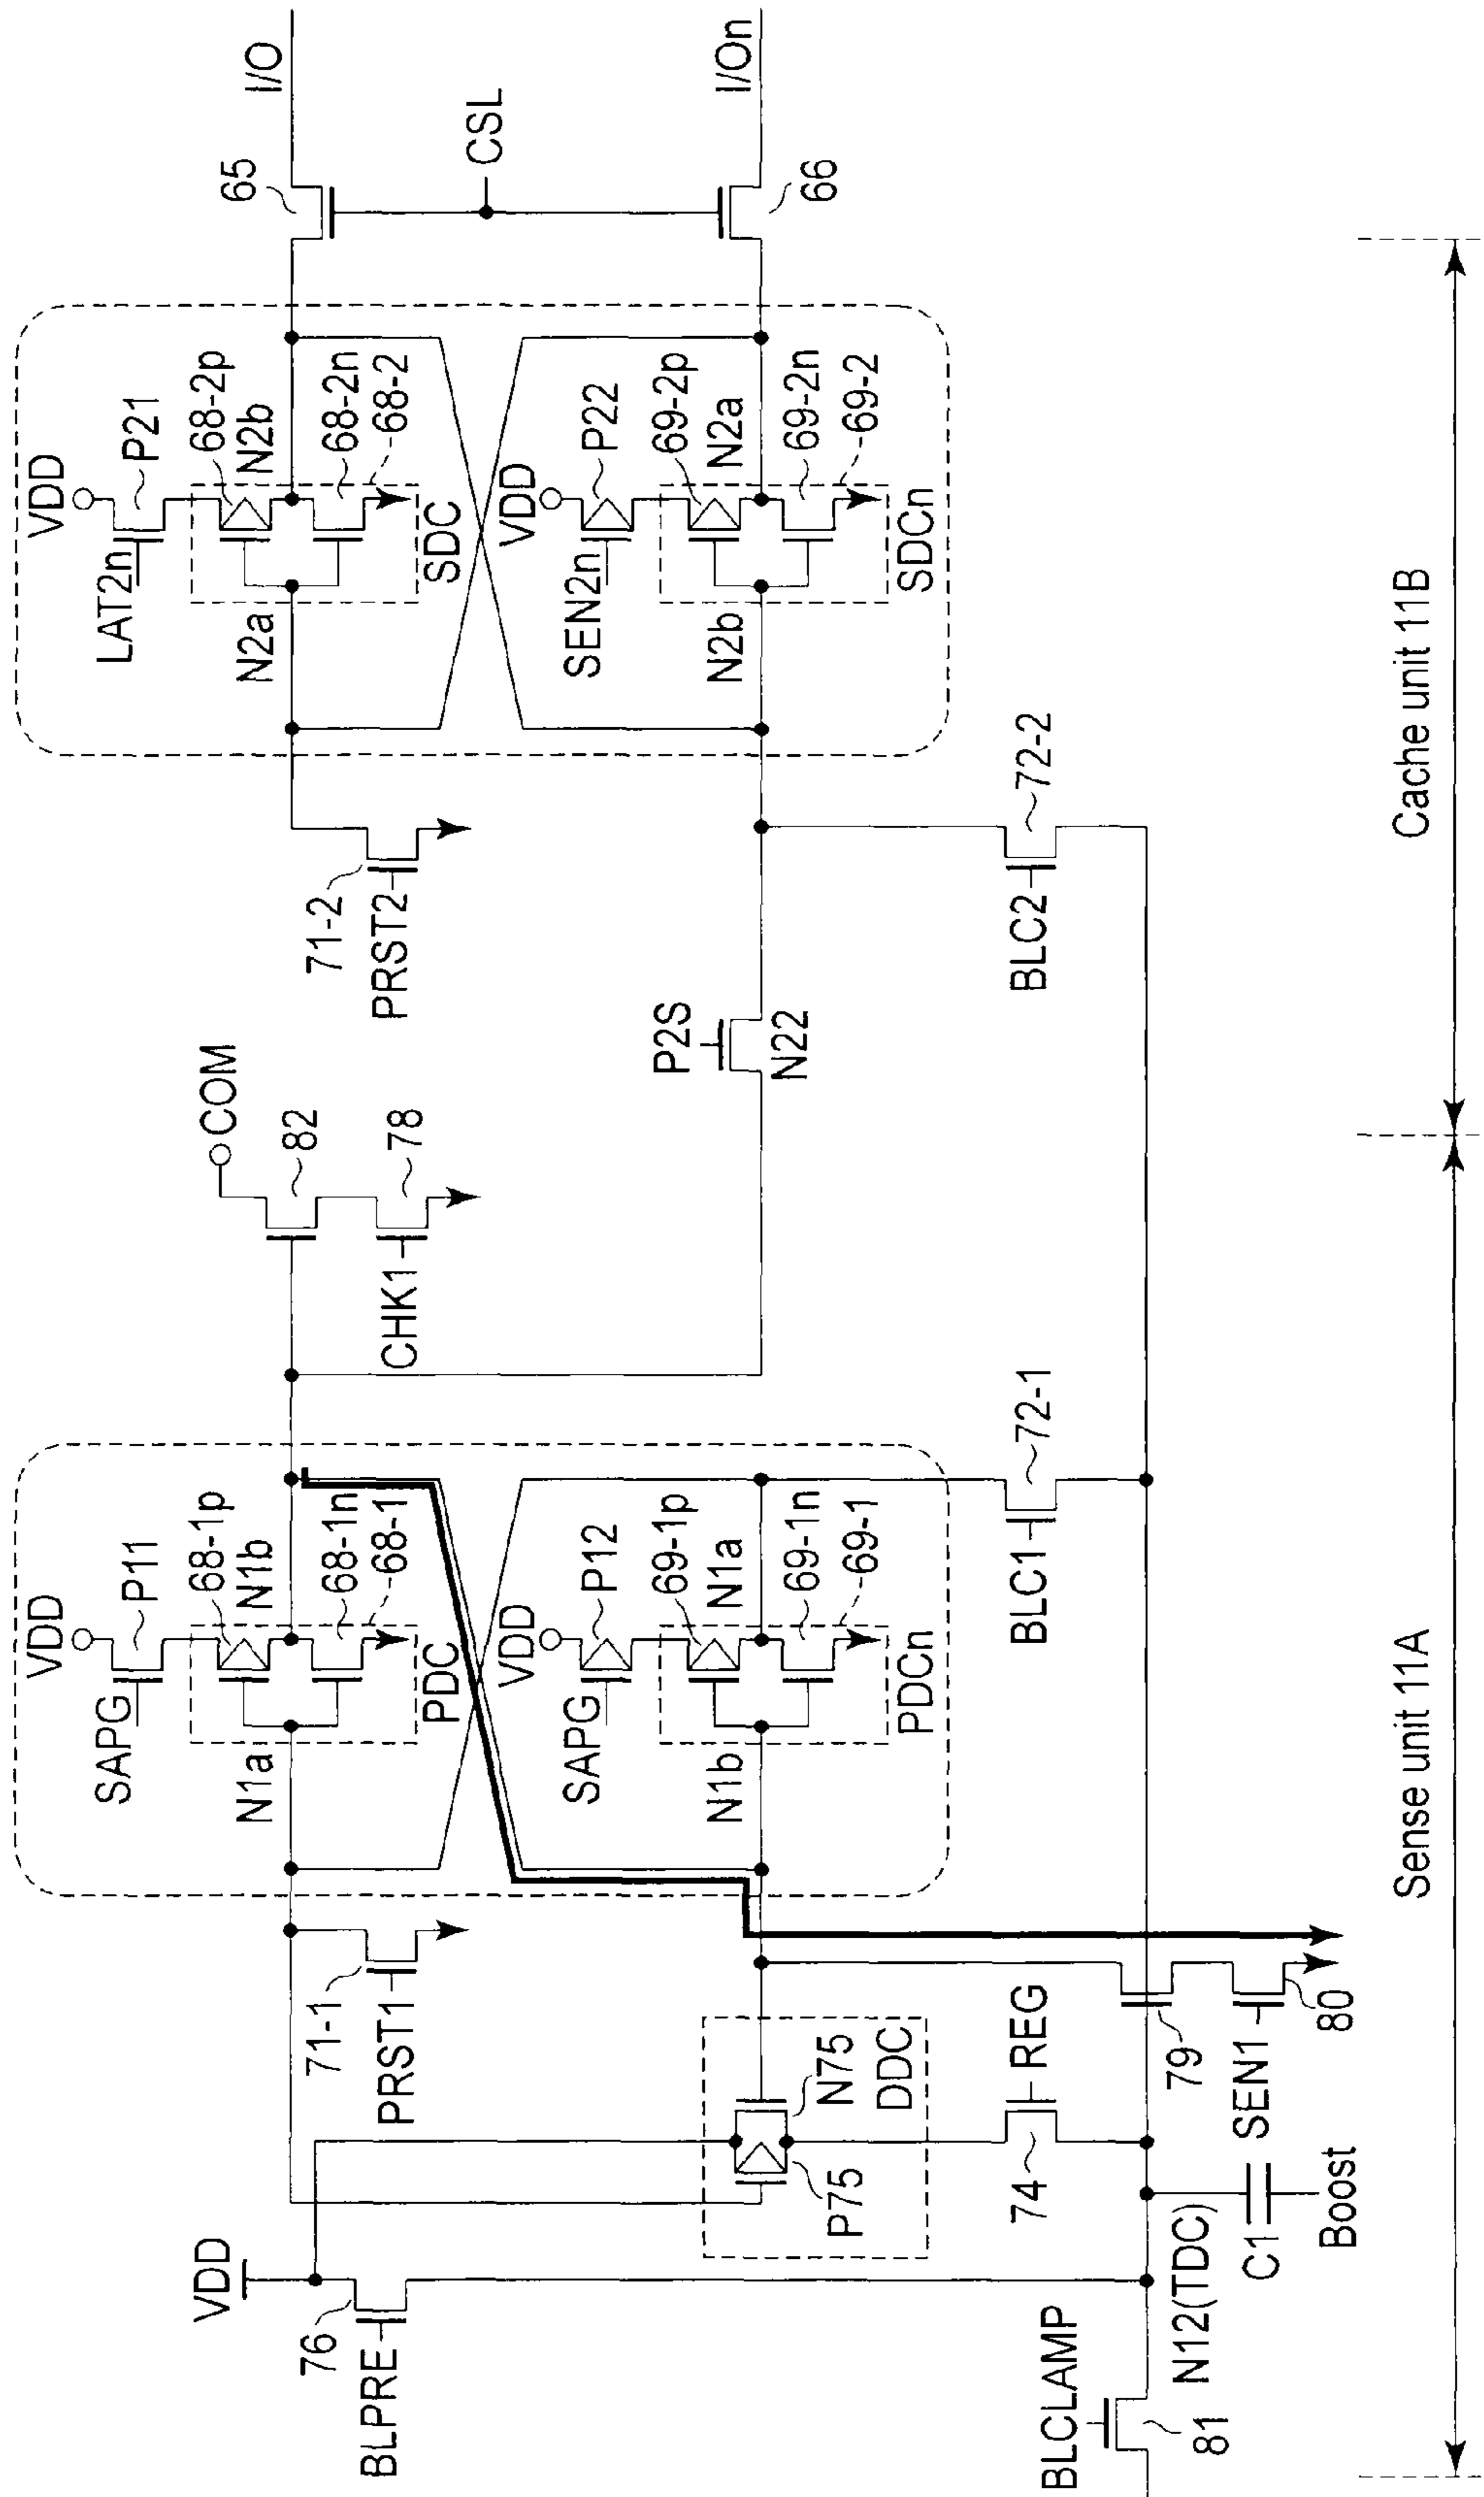 I/O
I/On
65
CSL
66
VDD
P21
LAT2n
68-2p
N2b
N2a
68-2n
68-2
SDC
VDD
P22
SEN2n
69-2p
N2a
N2b
69-2n
69-2
SDCn
71-2
PRST2
72-2
BLC2
Cache unit 11B
P2S
N22
COM
82
78
CHK1
VDD
P11
SAPG
68-1p
N1b
N1a
68-1n
68-1
PDC
VDD
P12
SAPG
69-1p
N1a
N1b
69-1n
69-1
PDCn
72-1
BLC1
Sense unit 11A
71-1
PRST1
N75
DDC
P75
REG
74
79
SEN1
80
C1
Boost
VDD
76
BLPRE
N12(TDC)
BLCLAMP
81